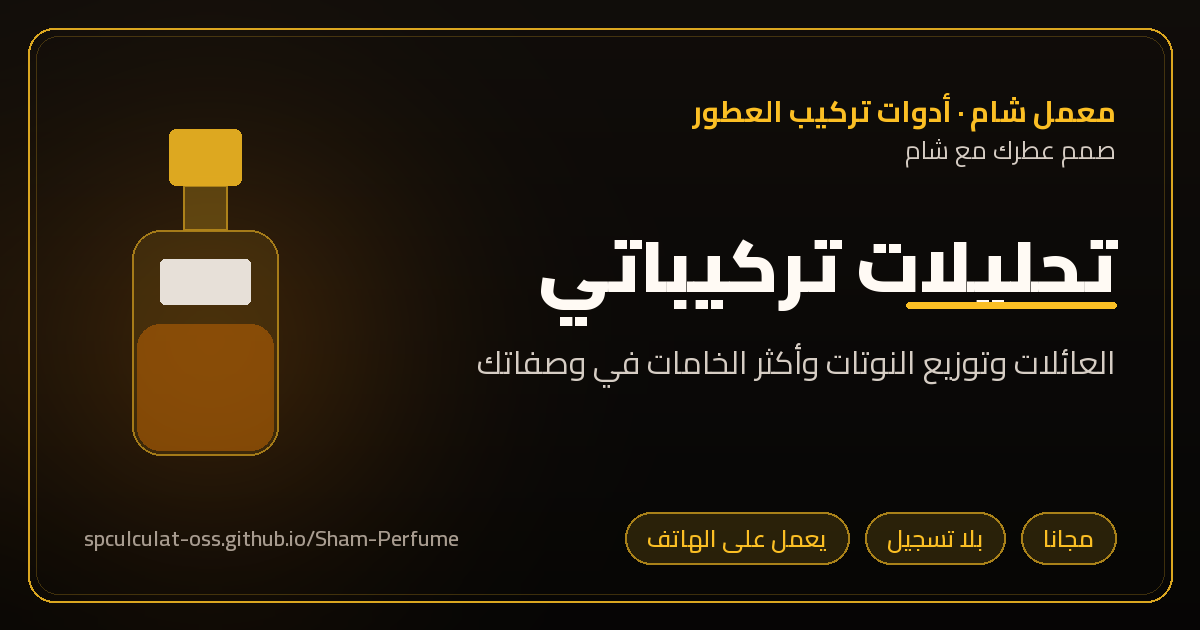 معمل شام · أدوات تركيب العطور
صمم عطرك مع شام
تحليلات تركيباتي
العائلات وتوزيع النوتات وأكثر الخامات في وصفاتك
مجانا
بلا تسجيل
يعمل على الهاتف
spculculat-oss.github.io/Sham-Perfume